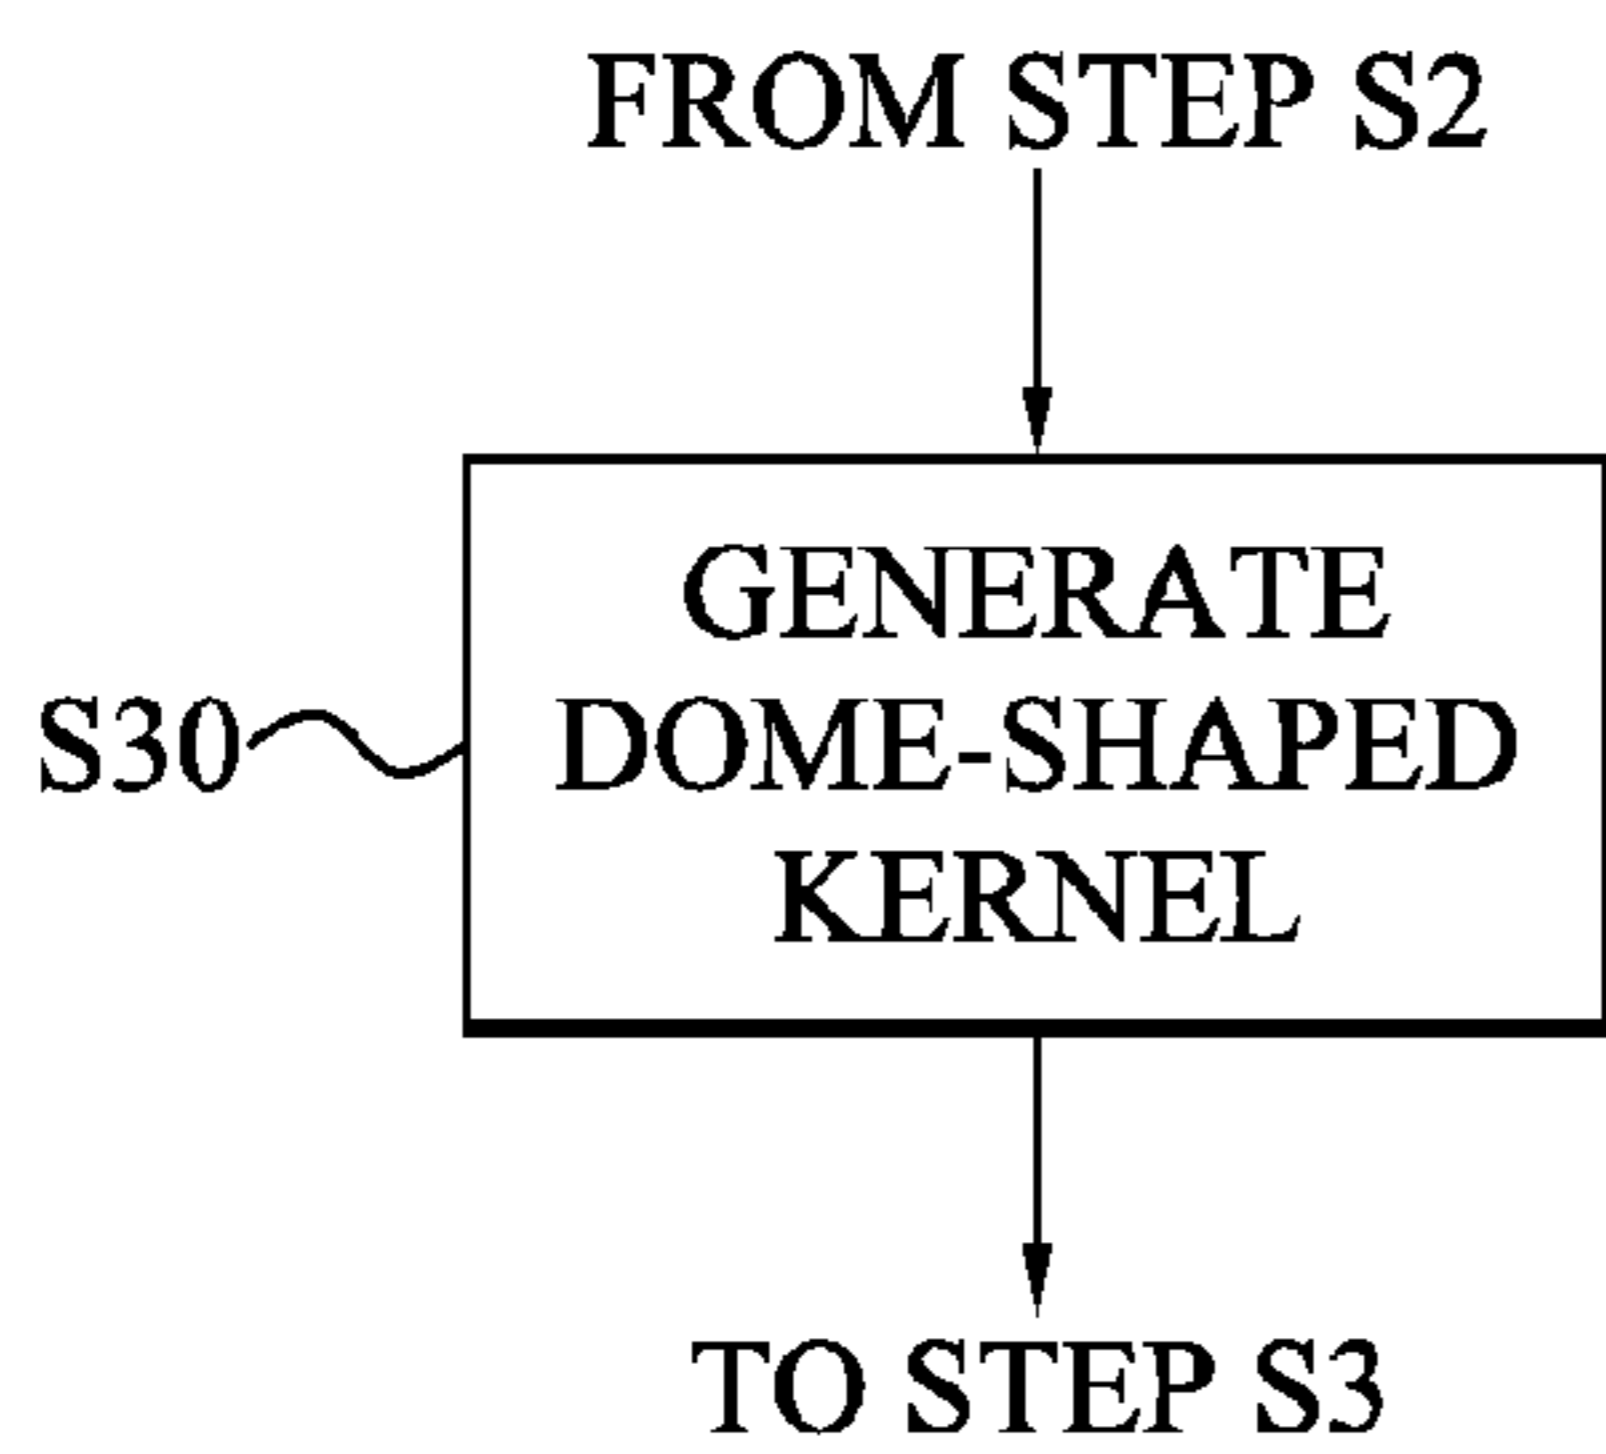 FROM STEP S2
GENERATE
DOME-SHAPED
S30
KERNEL
TO STEP S3